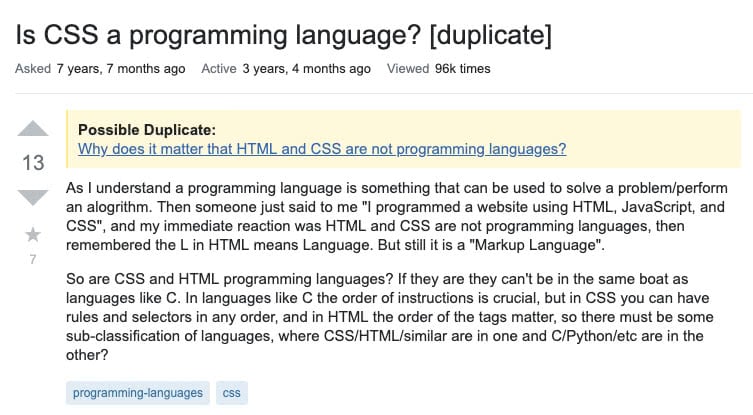 Is CSS a programming language? [duplicate]
Asked 7 years, 7 months ago Active 3 years, 4 months ago Viewed 96k times
Possible Duplicate:
Why does it matter that HTML and CSS are not programming languages?
13
As I understand a programming language is something that can be used to solve a problem/perform
an alogrithm. Then someone just said to me "I programmed a website using HTML, JavaScript, and
CSS", and my immediate reaction was HTML and CSS are not programming languages, then
remembered the L in HTML means Language. But still it is a "Markup Language".
7
So are CSS and HTML programming languages? If they are they can't be in the same boat as
languages like C. In languages like C the order of instructions is crucial, but in CSS you can have
rules and selectors in any order, and in HTML the order of the tags matter, so there must be some
sub-classification of languages, where CSS/HTML/similar are in one and C/Python/etc are in the
other?
programming-languages css